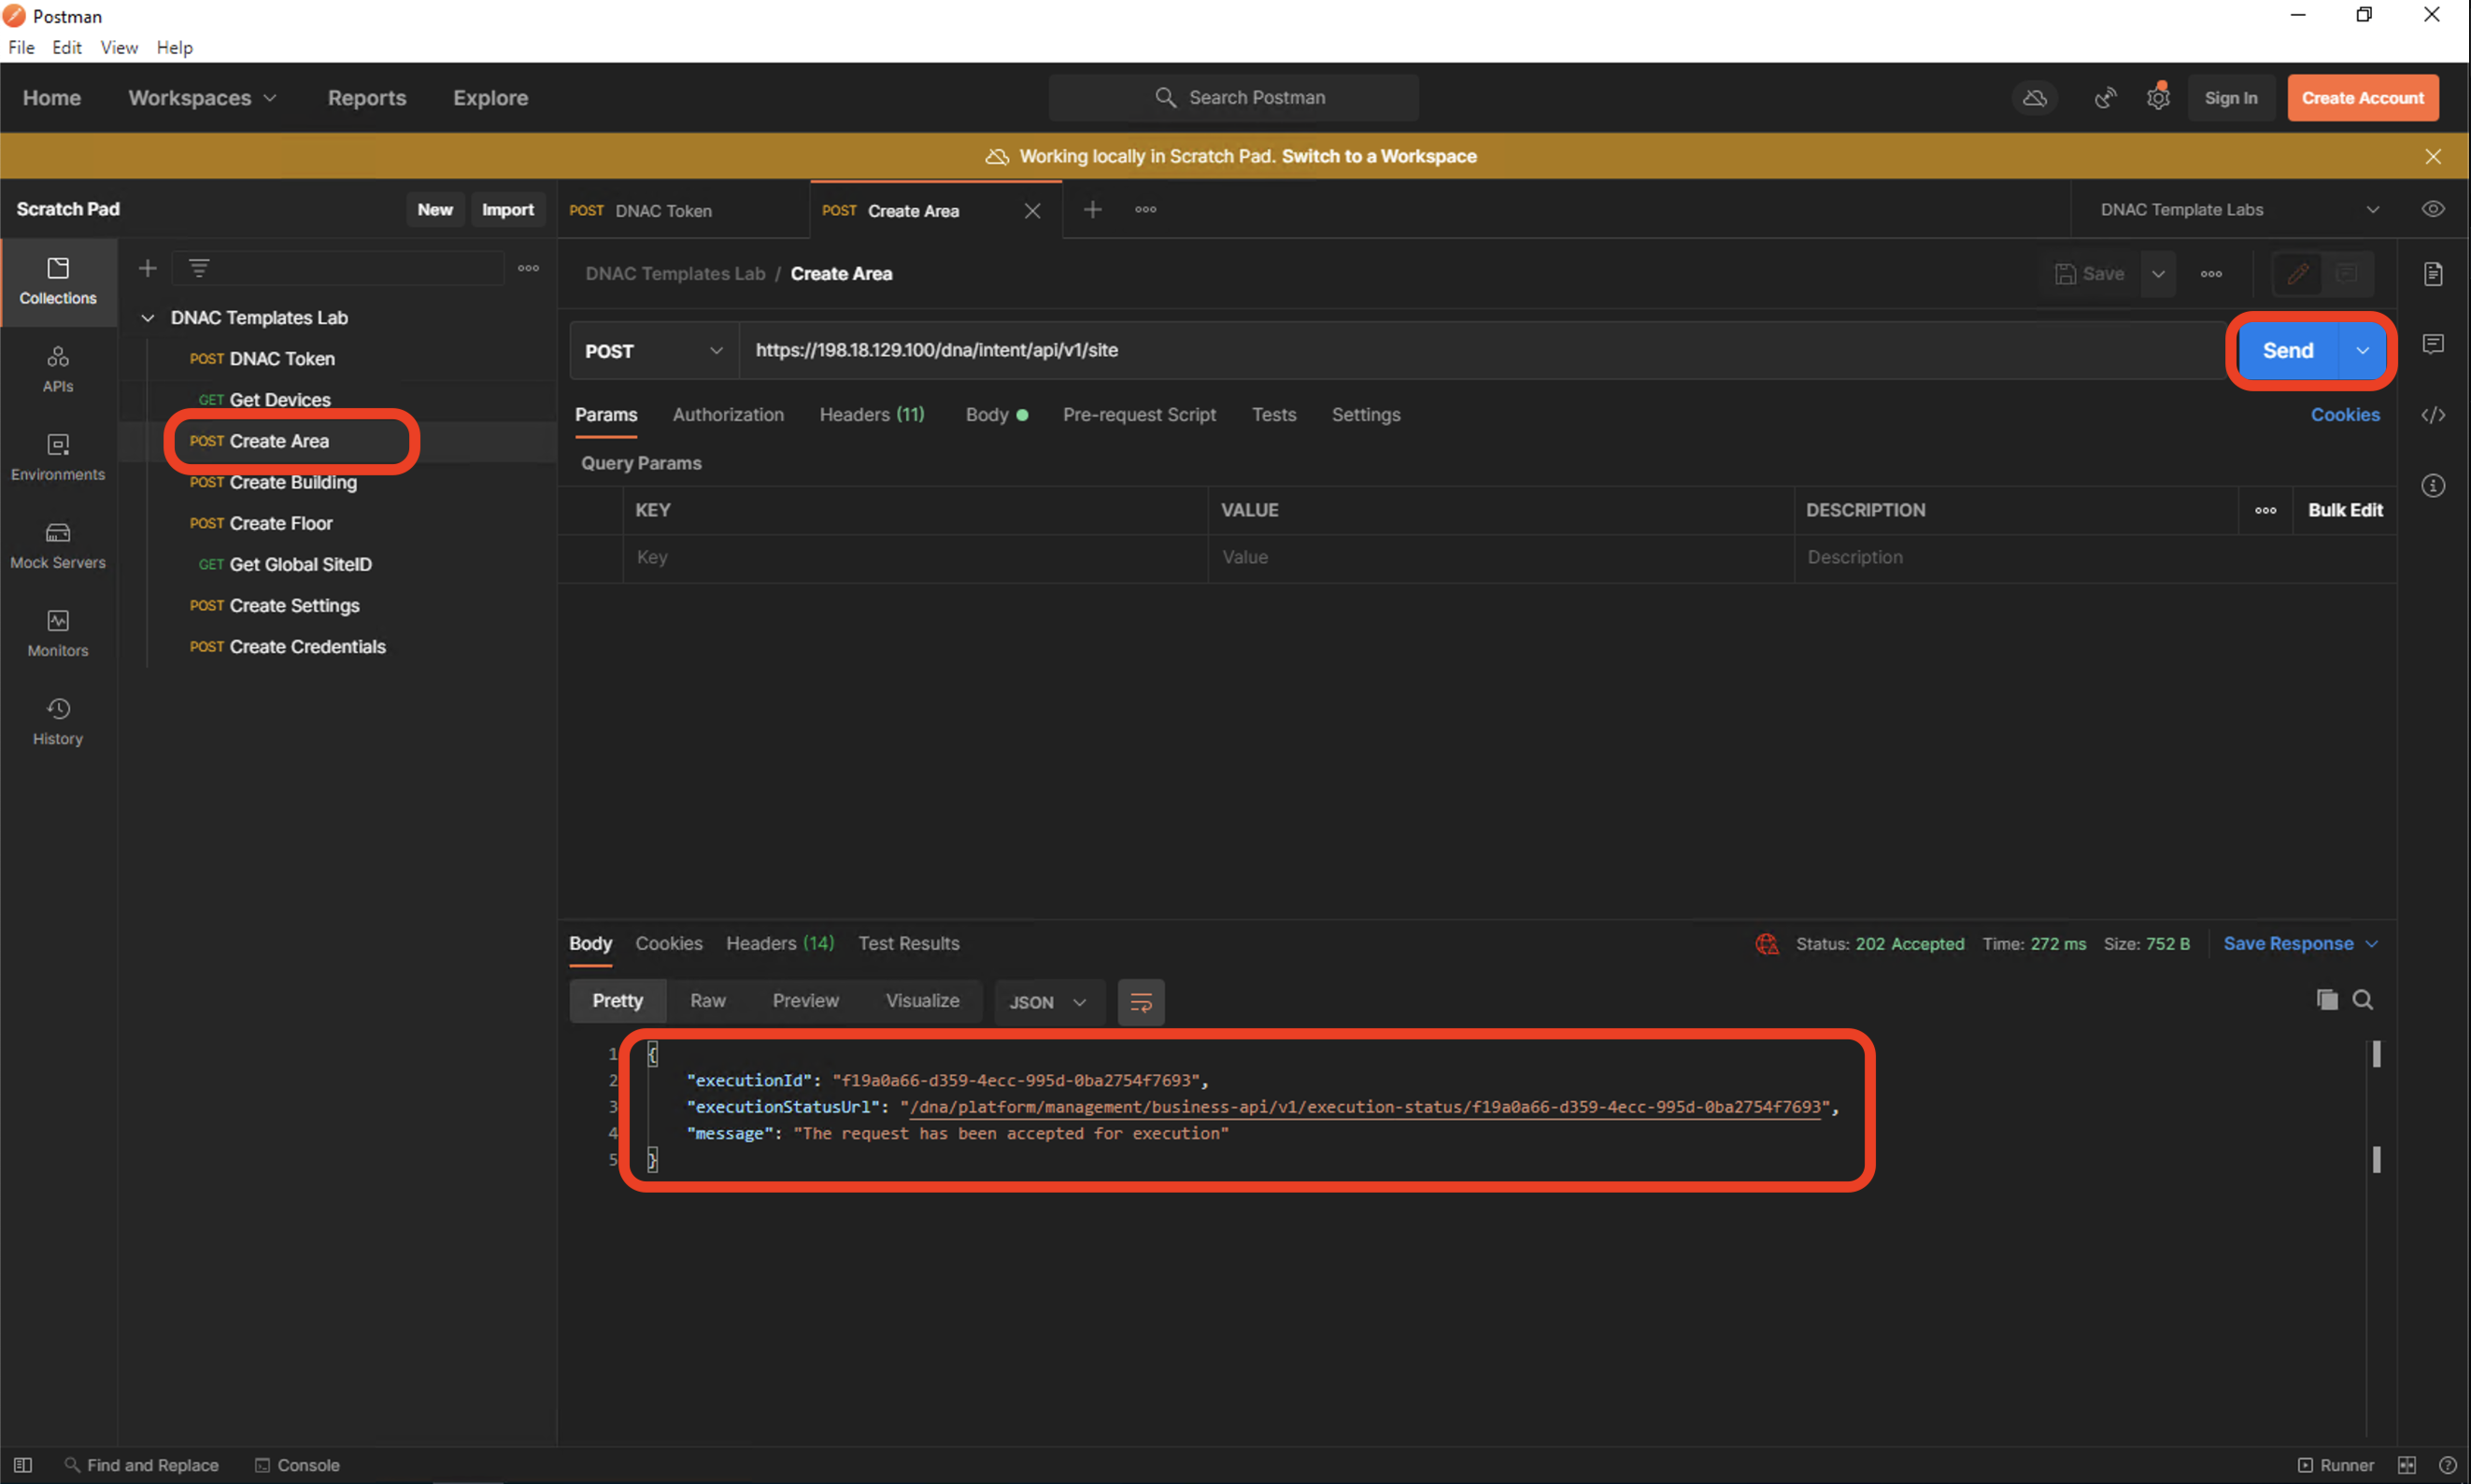 Postman
File Edit View Help
Home Workspaces Reports Explore Search Postman Sign In Create Account
Working locally in Scratch Pad. Switch to a Workspace
Scratch Pad New Import POST DNAC Token POST Create Area DNAC Template Labs
Collections
APIs
Environments
Mock Servers
Monitors
History
DNAC Templates Lab
POST DNAC Token
GET Get Devices
POST Create Area
POST Create Building
POST Create Floor
GET Get Global SiteID
POST Create Settings
POST Create Credentials
DNAC Templates Lab / Create Area Save
POST https://198.18.129.100/dna/intent/api/v1/site Send
Params Authorization Headers (11) Body Pre-request Script Tests Settings Cookies
Query Params
KEY VALUE DESCRIPTION Bulk Edit
Key Value Description
Body Cookies Headers (14) Test Results Status: 202 Accepted Time: 272 ms Size: 752 B Save Response
Pretty Raw Preview Visualize JSON
1 {
2 "executionId": "f19a0a66-d359-4ecc-995d-0ba2754f7693",
3 "executionStatusUrl": "/dna/platform/management/business-api/v1/execution-status/f19a0a66-d359-4ecc-995d-0ba2754f7693",
4 "message": "The request has been accepted for execution"
5 }
Find and Replace Console Runner